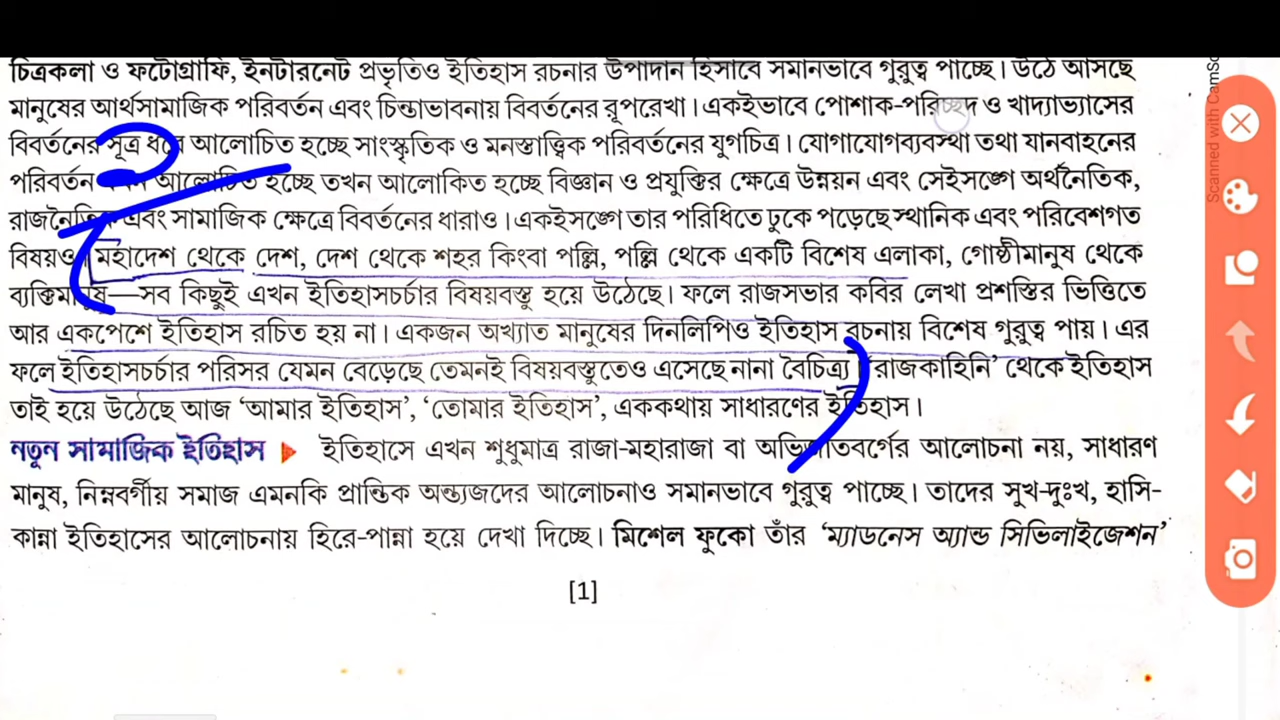 চিত্রকলা ও ফটোগ্রাফি, ইনটারনেট প্রভৃতিও ইতিহাস রচনার উপাদান হিসাবে সমানভাবে গুরুত্ব পাচ্ছে। উঠে আসছে
মানুষের আর্থসামাজিক পরিবর্তন এবং চিন্তাভাবনায় বিবর্তনের রূপরেখা। একইভাবে পোশাক-পরিচ্ছদ ও খাদ্যাভ্যাসের
বিবর্তনের সূত্র ধরে আলোচিত হচ্ছে সাংস্কৃতিক ও মনস্তাত্ত্বিক পরিবর্তনের যুগচিত্র। যোগাযোগব্যবস্থা তথা যানবাহনের
পরিবর্তন যখন আলোচিত হচ্ছে তখন আলোকিত হচ্ছে বিজ্ঞান ও প্রযুক্তির ক্ষেত্রে উন্নয়ন এবং সেইসঙ্গে অর্থনৈতিক,
রাজনৈতিক এবং সামাজিক ক্ষেত্রে বিবর্তনের ধারাও। একইসঙ্গে তার পরিধিতে ঢুকে পড়েছে স্থানিক এবং পরিবেশগত
বিষয়ও। মহাদেশ থেকে দেশ, দেশ থেকে শহর কিংবা পল্লি, পল্লি থেকে একটি বিশেষ এলাকা, গোষ্ঠীমানুষ থেকে
ব্যক্তিমানুষ—সব কিছুই এখন ইতিহাসচর্চার বিষয়বস্তু হয়ে উঠেছে। ফলে রাজসভার কবির লেখা প্রশস্তির ভিত্তিতে
আর একপেশে ইতিহাস রচিত হয় না। একজন অখ্যাত মানুষের দিনলিপিও ইতিহাস রচনায় বিশেষ গুরুত্ব পায়। এর
ফলে ইতিহাসচর্চার পরিসর যেমন বেড়েছে তেমনই বিষয়বস্তুতেও এসেছে নানা বৈচিত্র্য। 'রাজকাহিনি' থেকে ইতিহাস
তাই হয়ে উঠেছে আজ 'আমার ইতিহাস', 'তোমার ইতিহাস', এককথায় সাধারণের ইতিহাস।
নতুন সামাজিক ইতিহাস ▶ ইতিহাসে এখন শুধুমাত্র রাজা-মহারাজা বা অভিজাতবর্গের আলোচনা নয়, সাধারণ
মানুষ, নিম্নবর্গীয় সমাজ এমনকি প্রান্তিক অন্ত্যজদের আলোচনাও সমানভাবে গুরুত্ব পাচ্ছে। তাদের সুখ-দুঃখ, হাসি-
কান্না ইতিহাসের আলোচনায় হিরে-পান্না হয়ে দেখা দিচ্ছে। মিশেল ফুকো তাঁর 'ম্যাডনেস অ্যান্ড সিভিলাইজেশন'
[1]
Scanned with CamSc